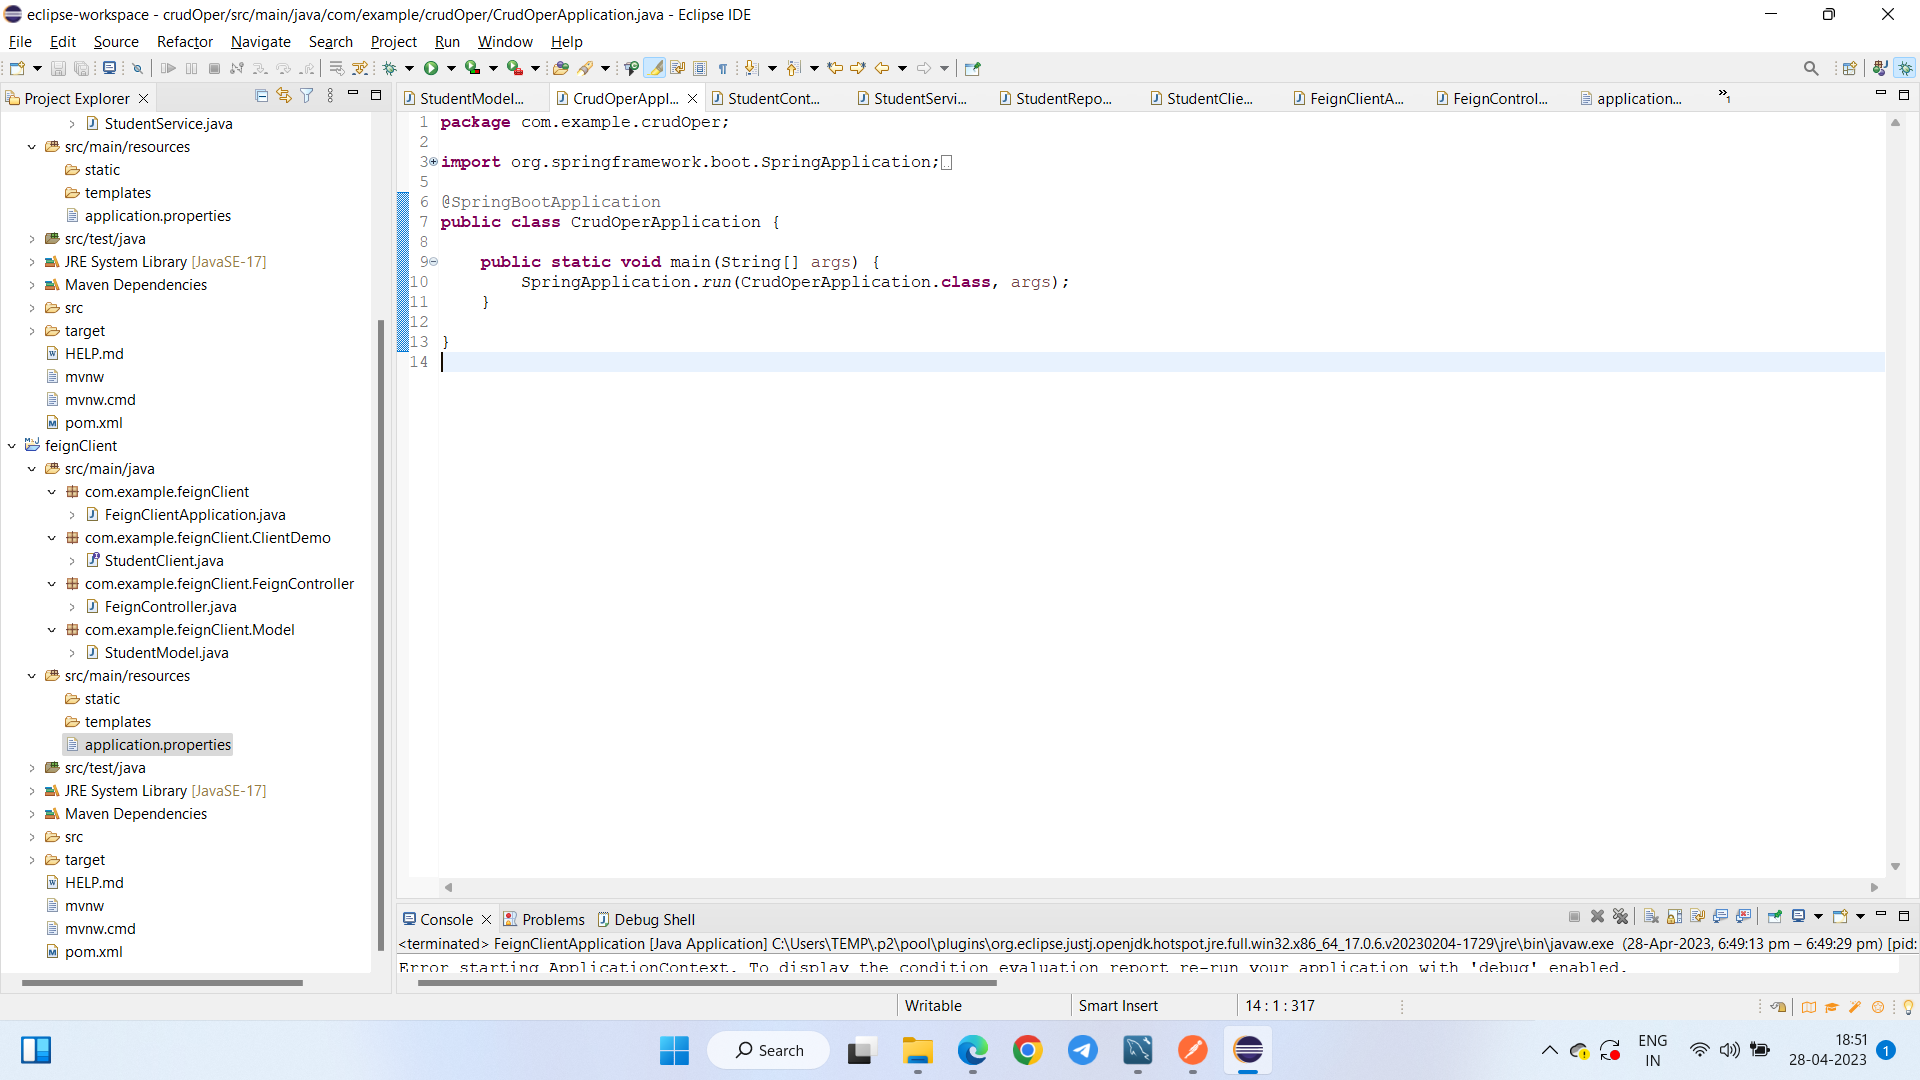 eclipse-workspace - crudOper/src/main/java/com/example/crudOper/CrudOperApplication.java - Eclipse IDE
File Edit Source Refactor Navigate Search Project Run Window Help
Project Explorer
StudentService.java
src/main/resources
static
templates
application.properties
src/test/java
JRE System Library [JavaSE-17]
Maven Dependencies
src
target
HELP.md
mvnw
mvnw.cmd
pom.xml
feignClient
src/main/java
com.example.feignClient
FeignClientApplication.java
com.example.feignClient.ClientDemo
StudentClient.java
com.example.feignClient.FeignController
FeignController.java
com.example.feignClient.Model
StudentModel.java
src/main/resources
static
templates
application.properties
src/test/java
JRE System Library [JavaSE-17]
Maven Dependencies
src
target
HELP.md
mvnw
mvnw.cmd
pom.xml
StudentModel... CrudOperAppl... StudentCont... StudentServi... StudentRepo... StudentClie... FeignClientA... FeignControl... application... »1
1 package com.example.crudOper;
2
3 import org.springframework.boot.SpringApplication;
5
6 @SpringBootApplication
7 public class CrudOperApplication {
8
9 public static void main(String[] args) {
10 SpringApplication.run(CrudOperApplication.class, args);
11 }
12
13 }
14
Console Problems Debug Shell
<terminated> FeignClientApplication [Java Application] C:\Users\TEMP\.p2\pool\plugins\org.eclipse.justj.openjdk.hotspot.jre.full.win32.x86_64_17.0.6.v20230204-1729\jre\bin\javaw.exe (28-Apr-2023, 6:49:13 pm – 6:49:29 pm) [pid:
Error starting ApplicationContext. To display the condition evaluation report re-run your application with 'debug' enabled.
Writable Smart Insert 14 : 1 : 317
Search
ENG
IN
18:51
28-04-2023
1